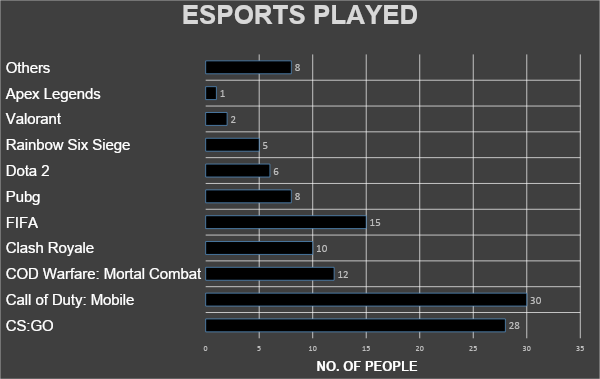 ESPORTS PLAYED
Others 8
Apex Legends 1
Valorant 2
Rainbow Six Siege 5
Dota 2 6
Pubg 8
FIFA 15
Clash Royale 10
COD Warfare: Mortal Combat 12
Call of Duty: Mobile 30
CS:GO 28
0 5 10 15 20 25 30 35
NO. OF PEOPLE